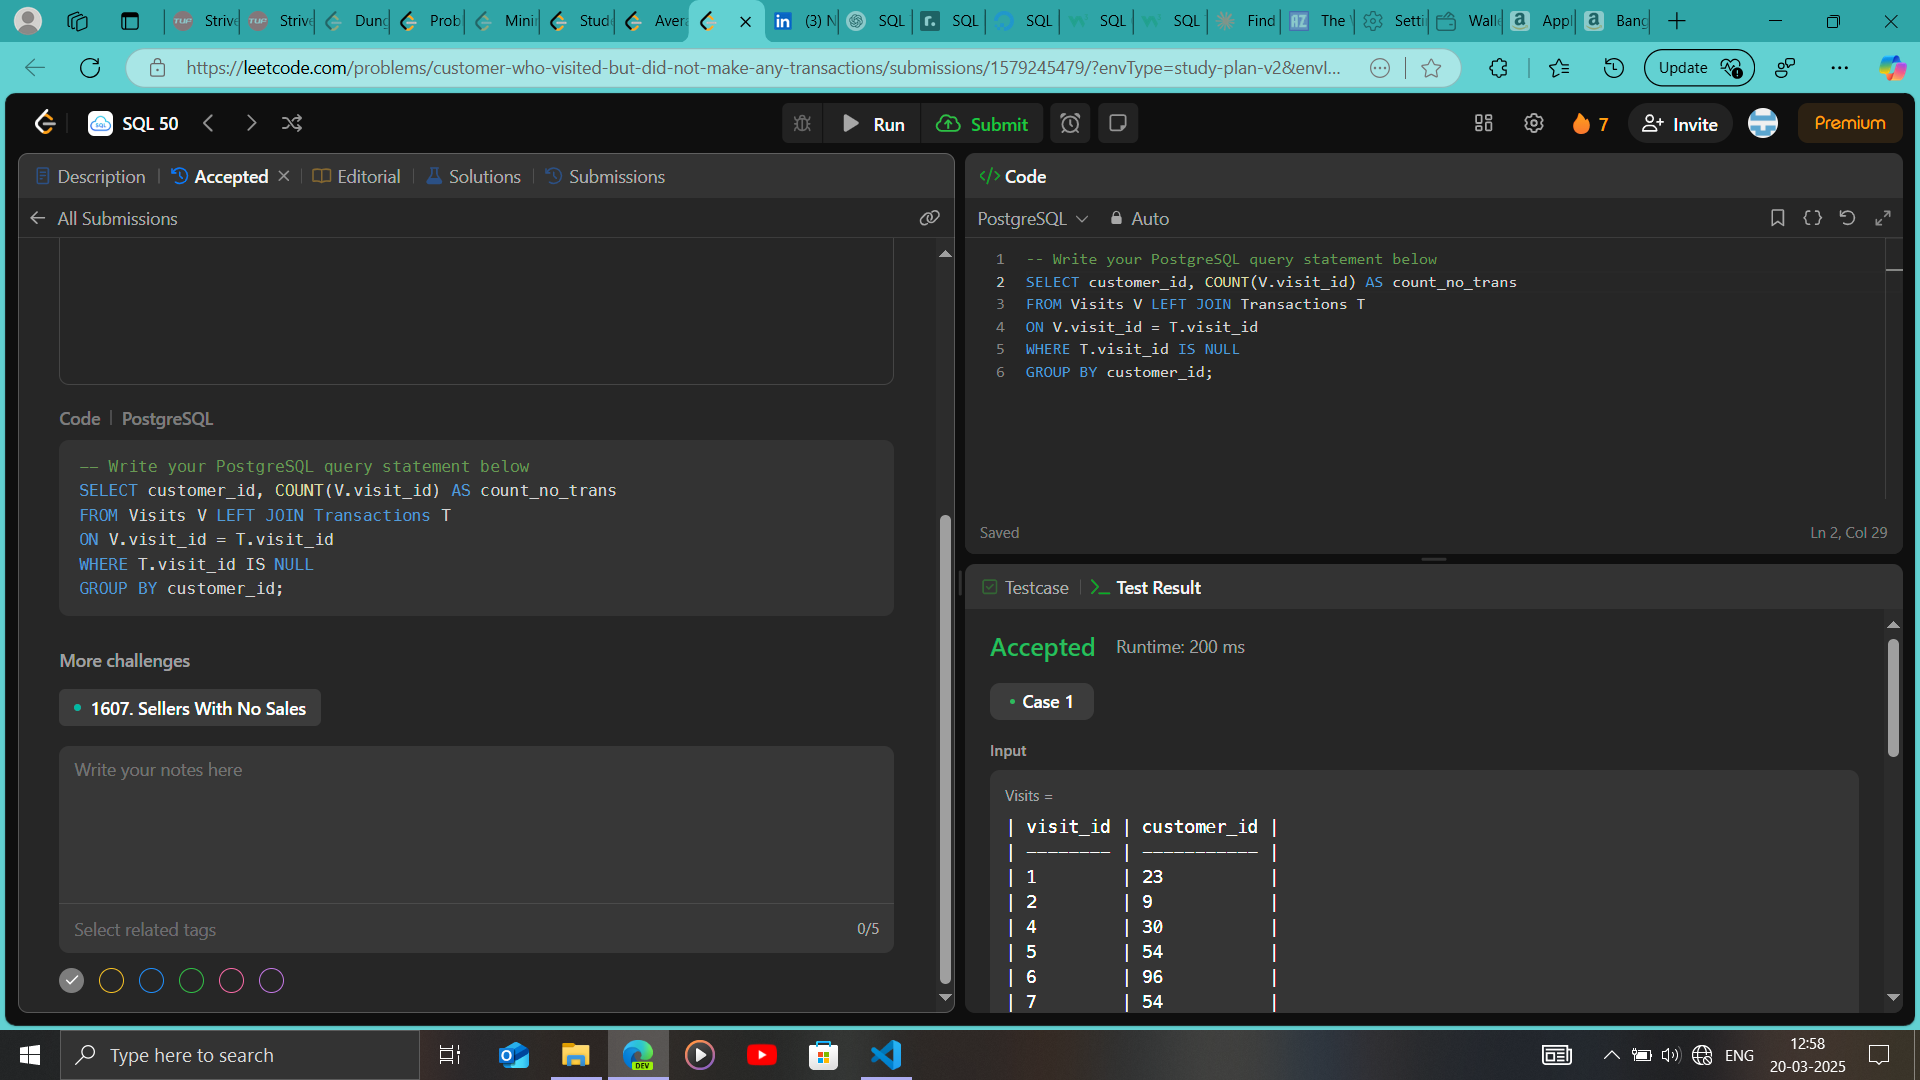 Strive
Strive
Dung
Prob
Minir
Stude
Avera
(3) N
SQL
SQL
SQL
SQL
SQL
Find
The
Setti
Walle
Appl
Bang
https://leetcode.com/problems/customer-who-visited-but-did-not-make-any-transactions/submissions/1579245479/?envType=study-plan-v2&envI...
Update
SQL 50
Run
Submit
7
Invite
Premium
Description
Accepted
Editorial
Solutions
Submissions
All Submissions
Code | PostgreSQL
-- Write your PostgreSQL query statement below
SELECT customer_id, COUNT(V.visit_id) AS count_no_trans
FROM Visits V LEFT JOIN Transactions T
ON V.visit_id = T.visit_id
WHERE T.visit_id IS NULL
GROUP BY customer_id;
More challenges
1607. Sellers With No Sales
Write your notes here
Select related tags
0/5
</> Code
PostgreSQL
Auto
1 -- Write your PostgreSQL query statement below
2 SELECT customer_id, COUNT(V.visit_id) AS count_no_trans
3 FROM Visits V LEFT JOIN Transactions T
4 ON V.visit_id = T.visit_id
5 WHERE T.visit_id IS NULL
6 GROUP BY customer_id;
Saved
Ln 2, Col 29
Testcase
Test Result
Accepted
Runtime: 200 ms
Case 1
Input
Visits =
| visit_id | customer_id |
| -------- | ----------- |
| 1 | 23 |
| 2 | 9 |
| 4 | 30 |
| 5 | 54 |
| 6 | 96 |
| 7 | 54 |
Type here to search
DEV
ENG
12:58
20-03-2025